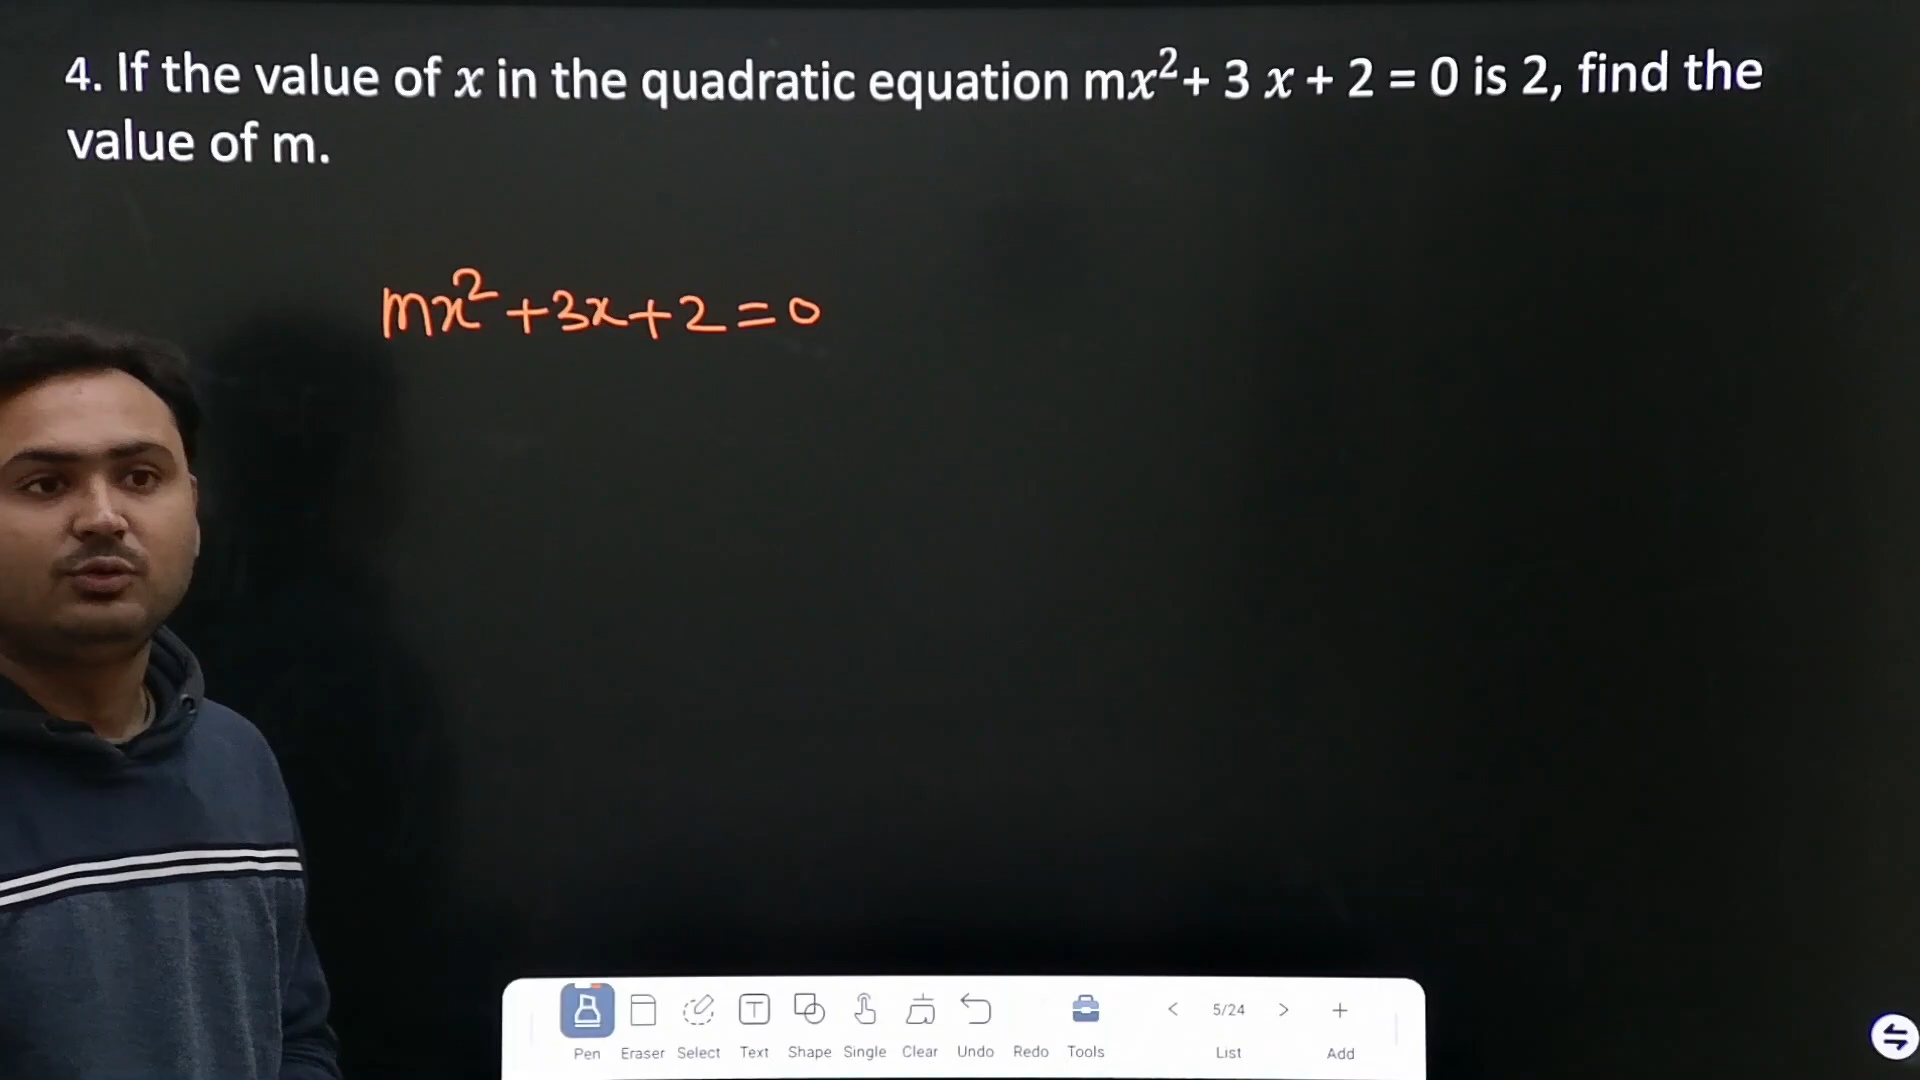 4. If the value of x in the quadratic equation mx²+ 3 x + 2 = 0 is 2, find the
value of m.
mx²+3x+2=0
Pen Eraser Select Text Shape Single Clear Undo Redo Tools < 5/24 List > + Add